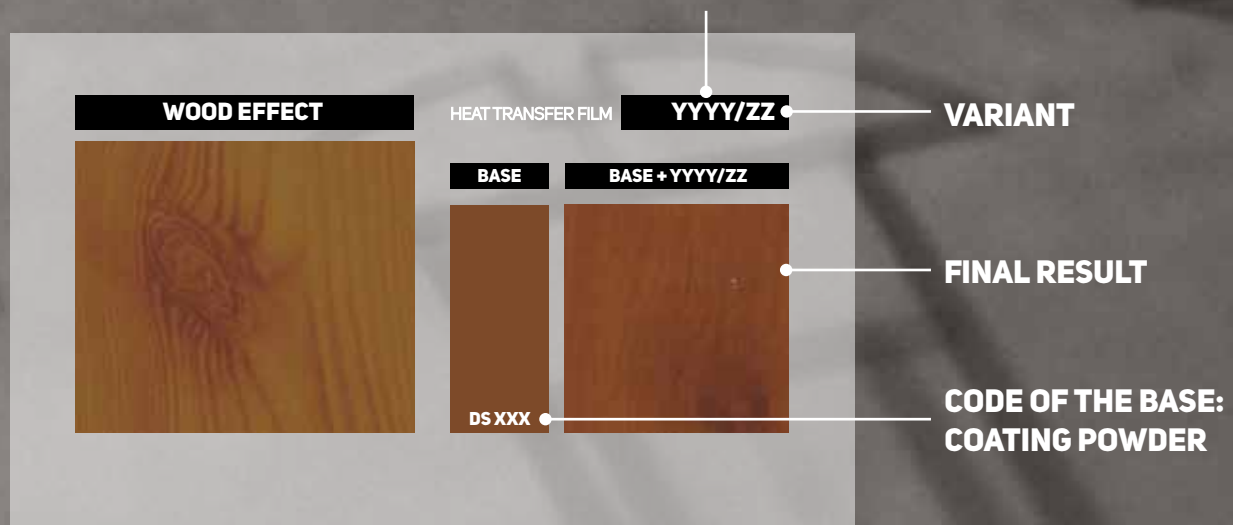 WOOD EFFECT
HEAT TRANSFER FILM YYYY/ZZ
VARIANT
BASE
BASE + YYYY/ZZ
FINAL RESULT
DS XXX
CODE OF THE BASE:
COATING POWDER